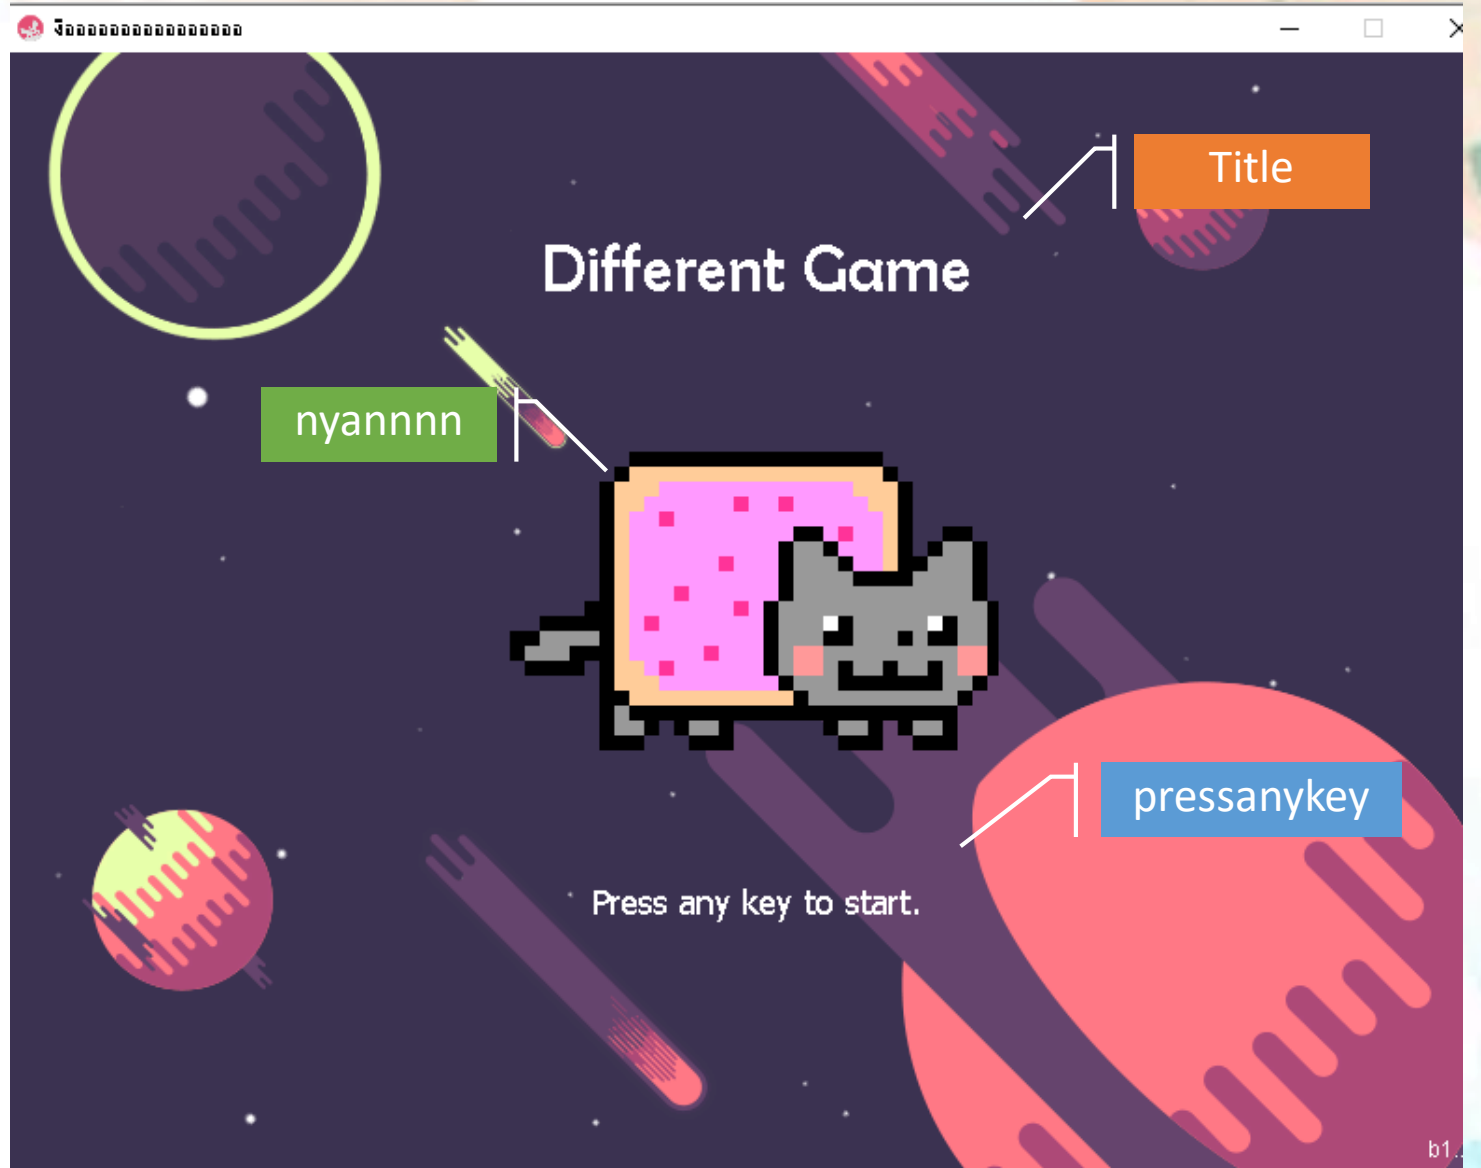 Title
Different Game
nyannnn
pressanykey
Press any key to start.